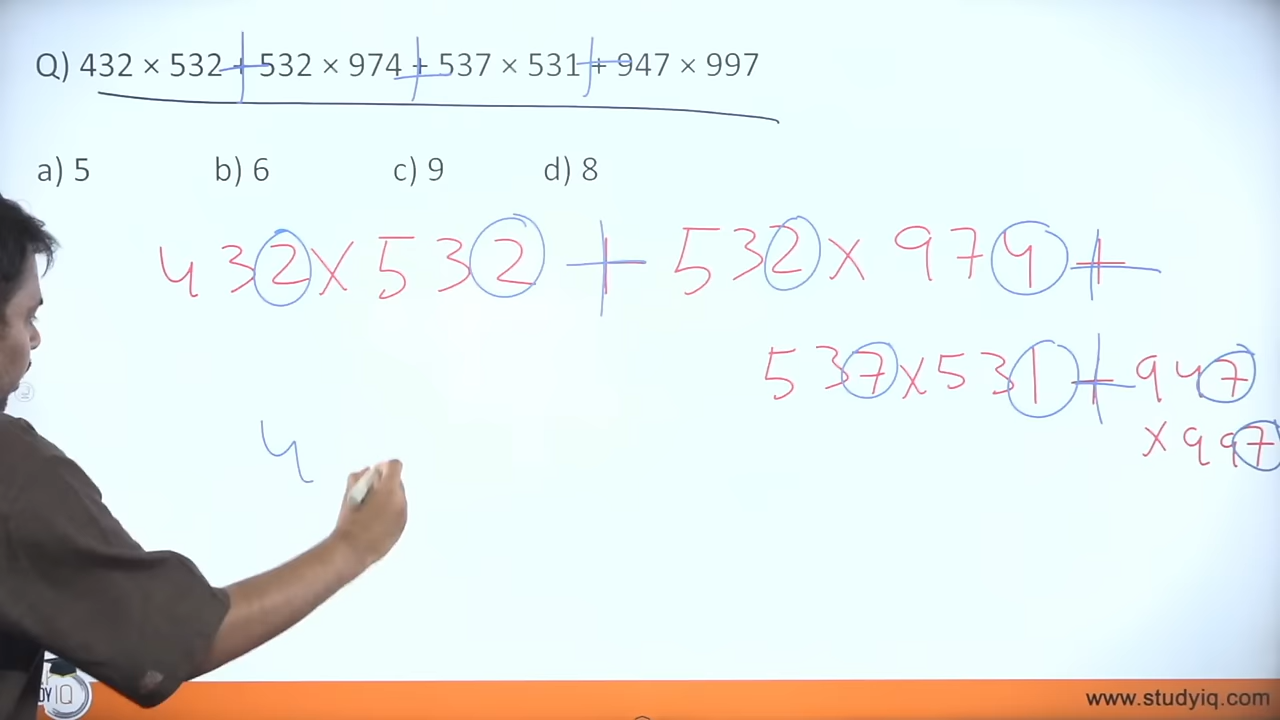 Q) 432 × 532 + 532 × 974 + 537 × 531 + 947 × 997
a) 5 b) 6 c) 9 d) 8
432 × 532 + 532 × 974 +
537 × 531 + 947
× 997
4
IQ
www.studyiq.com